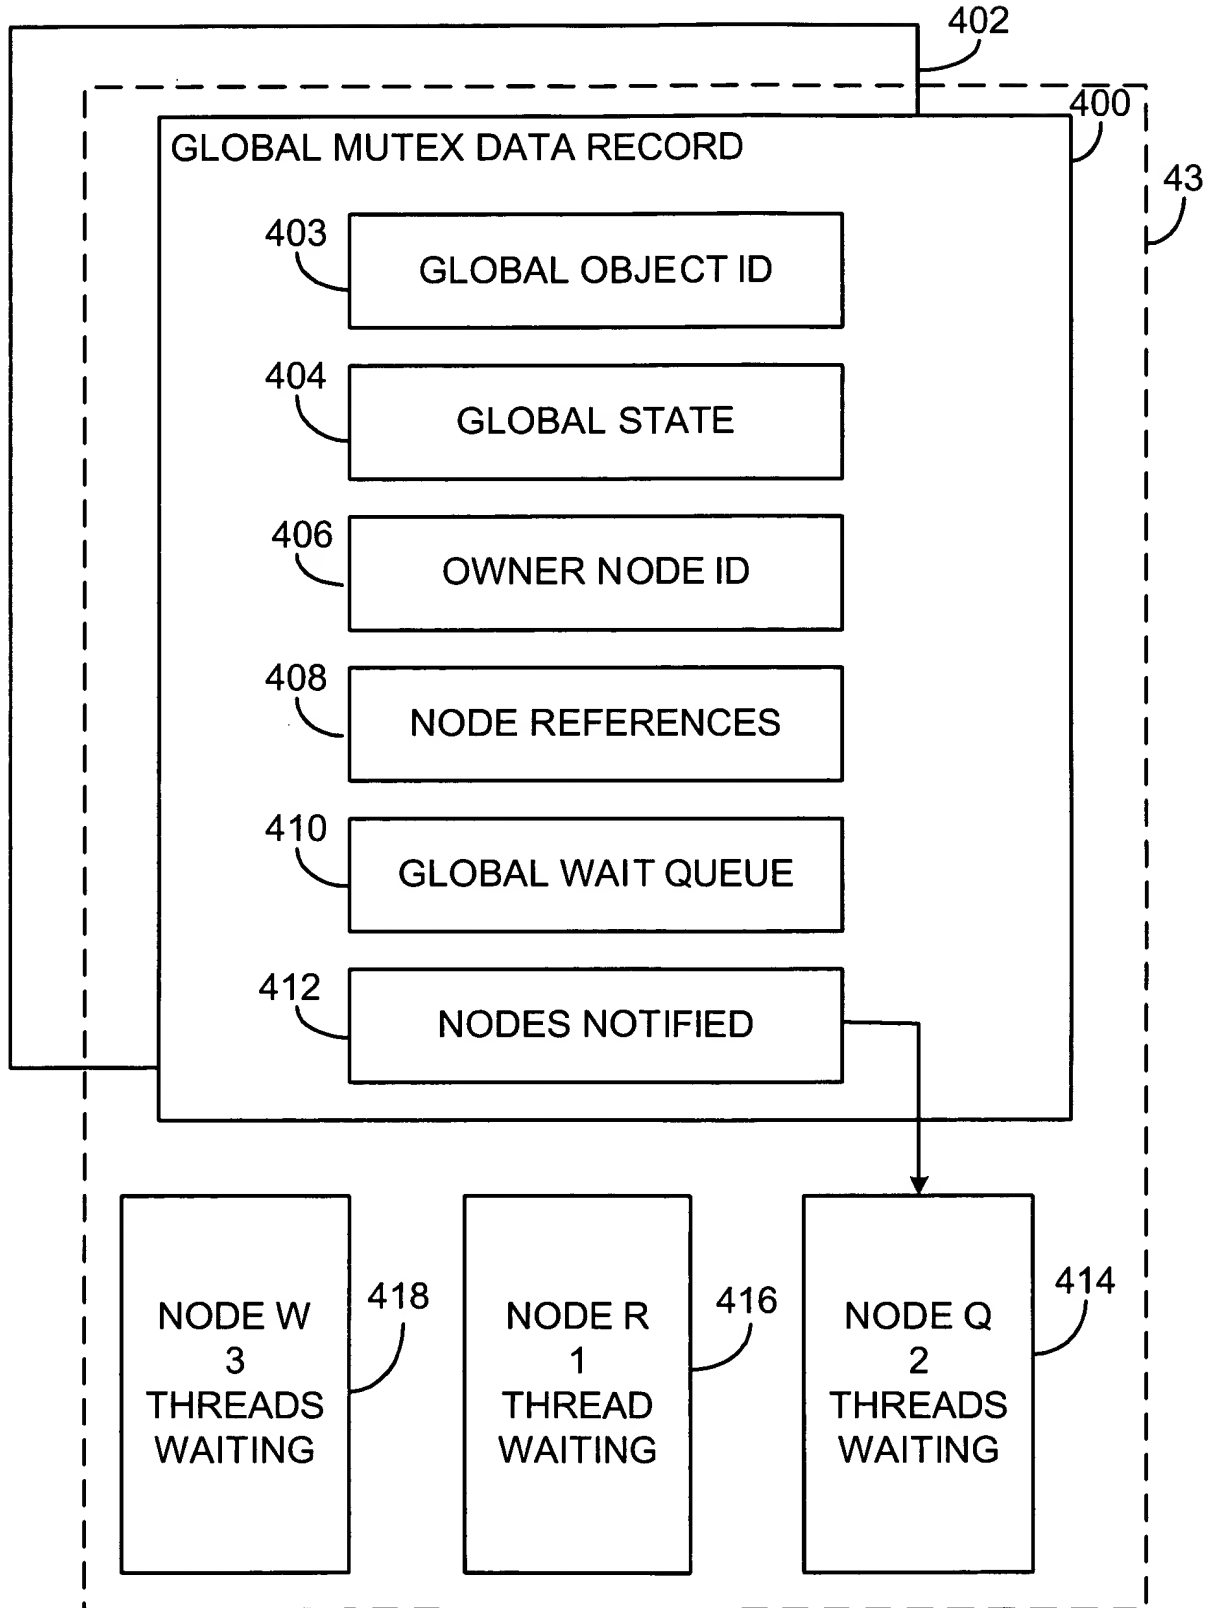 402
400
GLOBAL MUTEX DATA RECORD
43
403
GLOBAL OBJECT ID
404
GLOBAL STATE
406
OWNER NODE ID
408
NODE REFERENCES
410
GLOBAL WAIT QUEUE
412
NODES NOTIFIED
NODE W
3
THREADS
WAITING
418
NODE R
1
THREAD
WAITING
416
NODE Q
2
THREADS
WAITING
414